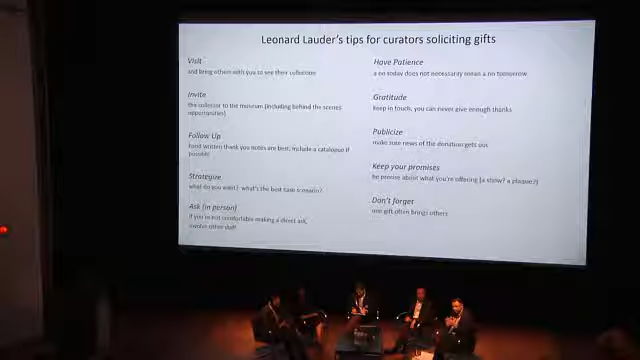 Leonard Lauder's tips for curators soliciting gifts
Visit
and bring others with you to see their collections
Invite
the collector to the museum (including behind the scenes
opportunities)
Follow Up
hand written thank you notes are best, include a catalogue if
possible
Strategize
what do you want? what's the best case scenario?
Ask (in person)
if you're not comfortable making a direct ask,
other staff
Have Patience
a no today does not necessarily mean a no tomorrow
Gratitude
keep in touch, you can never give enough thanks
Publicize
make sure news of the donation gets out
Keep your promises
be precise about what you're offering (a show? a plaque?)
Don't forget
one gift often brings others